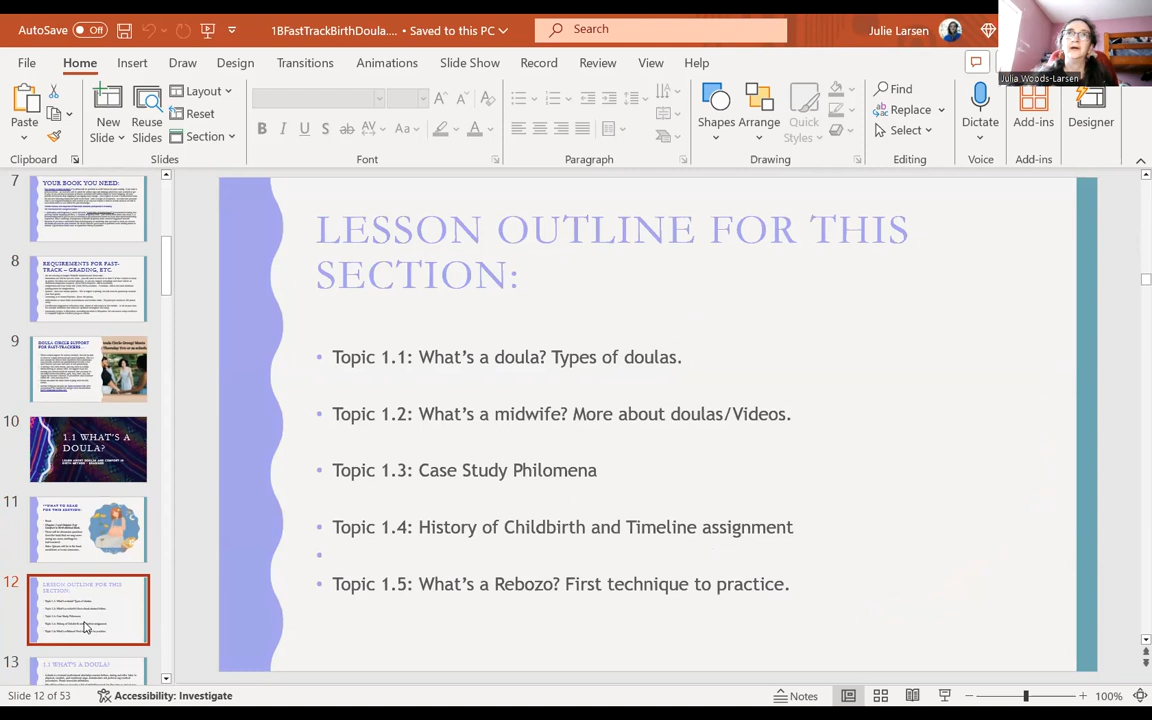 AutoSave Off 1BFastTrackBirthDoula.... • Saved to this PC Search Julie Larsen
Julia Woods-Larsen
File Home Insert Draw Design Transitions Animations Slide Show Record Review View Help
Paste New Slide Reuse Slides Layout Reset Section
B I U S ab AV Aa A A A A
Shapes Arrange Quick Styles
Find Replace Select
Dictate Add-ins Designer
Clipboard Slides Font Paragraph Drawing Editing Voice Add-ins
7
YOUR BOOK YOU NEED:
8
REQUIREMENTS FOR FAST-
TRACK – GRADING, ETC.
9
DOULA CIRCLE SUPPORT
FOR FAST-TRACKERS
10
1.1 WHAT'S A
DOULA?
11
12
LESSON OUTLINE FOR THIS
SECTION:
13
1.1 WHAT'S A DOULA?
LESSON OUTLINE FOR THIS
SECTION:
• Topic 1.1: What's a doula? Types of doulas.
• Topic 1.2: What's a midwife? More about doulas/Videos.
• Topic 1.3: Case Study Philomena
• Topic 1.4: History of Childbirth and Timeline assignment
•
• Topic 1.5: What's a Rebozo? First technique to practice.
Slide 12 of 53 Accessibility: Investigate Notes 100%